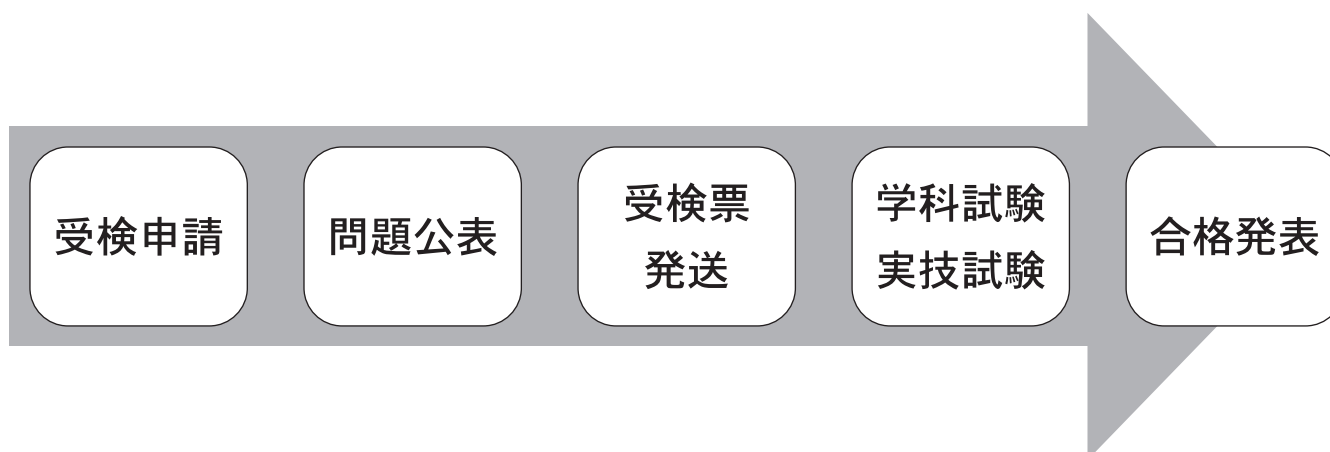 受検申請
問題公表
受検票
発送
学科試験
実技試験
合格発表